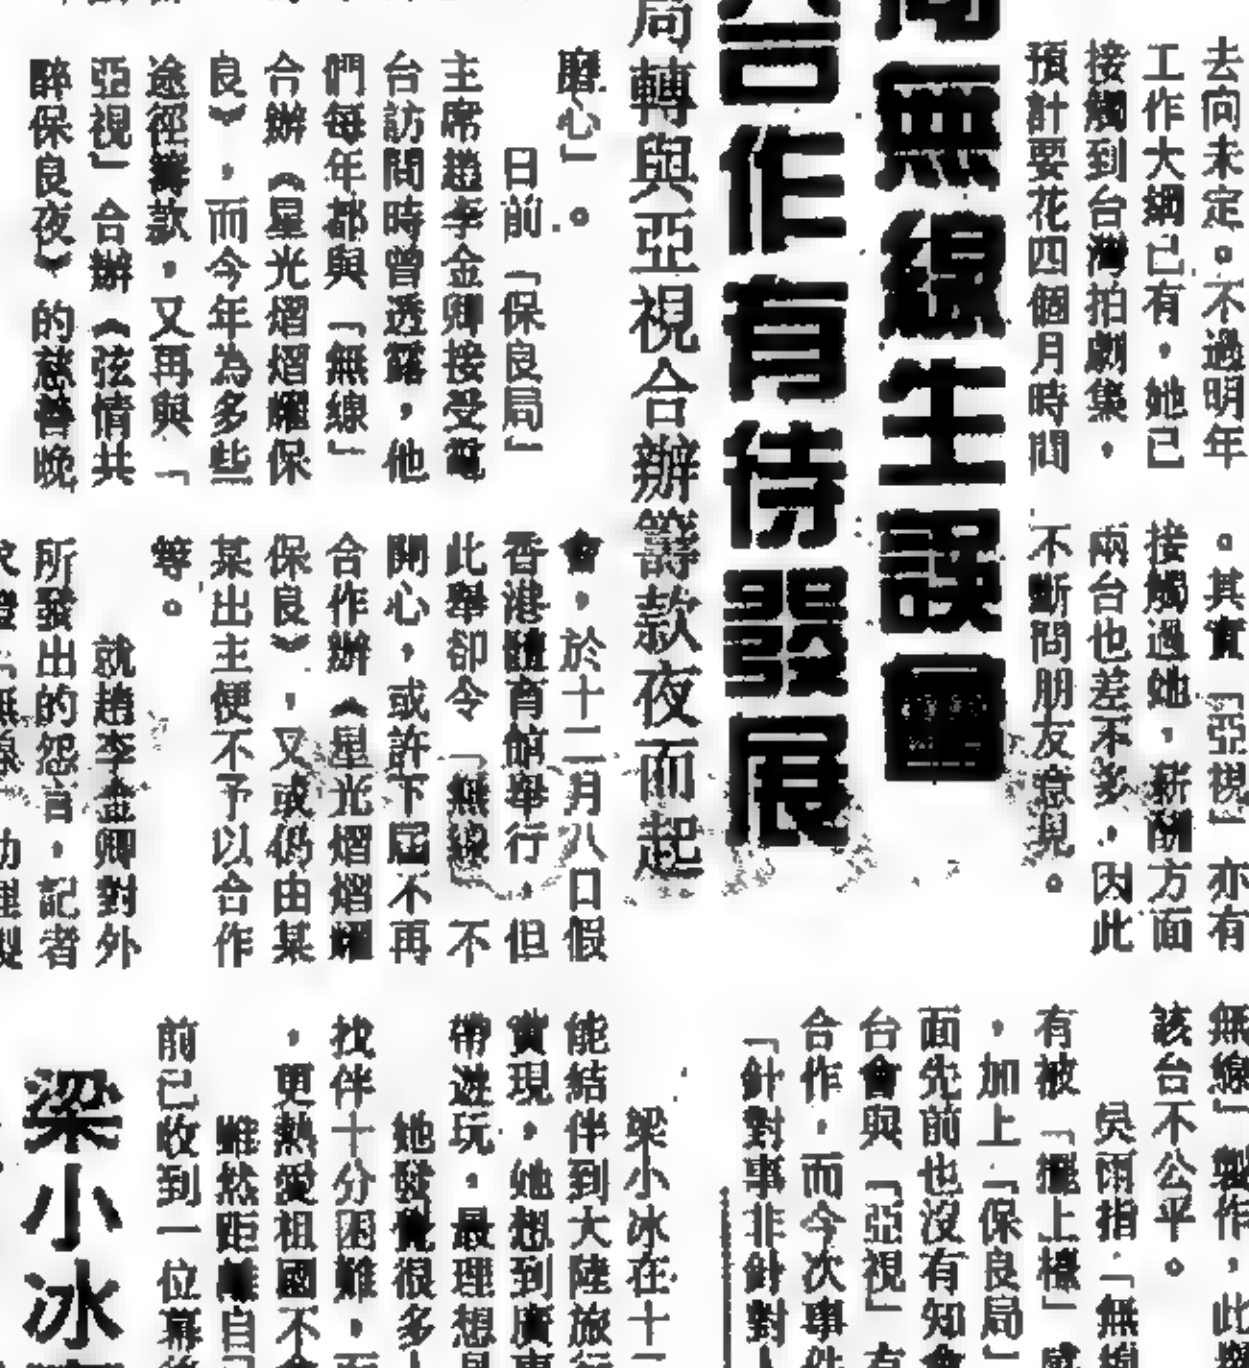 去向未定。不過明年
工作大綱已有，她已
接觸到台灣拍劇集，
預計要花四個月時間
。其實「亞視」亦有
接觸過她，薪酬方面
兩台也差不多，因此
不斷問朋友意見。
無線生誤
合作有待發展
局轉與亞視合辦籌款夜而起
磨心」。
日前「保良局」
主席趙李金卿接受電
台訪問時曾透露，他
們每年都與「無線」
合辦《星光熠熠耀保
良》，而今年為多些
途徑籌款，又再與「
亞視」合辦《弦情共
醉保良夜》的慈善晚
會，於十二月八日假
香港體育館舉行，但
此舉卻令「無線」不
開心，或許下屆不再
合作辦《星光熠熠耀
保良》，又或仍由某
某出主便不予以合作
等。
就趙李金卿對外
所發出的怨言，記者
無線」製作，此舉
該台不公平。
吳雨指「無線
有被「擺上檯」感
，加上「保良局」
面先前也沒有知會
台會與「亞視」有
合作，而今次事件
「針對事非針對人
梁小冰在十二
能結伴到大陸旅行
實現，她想到廣東
帶遊玩，最理想是
她發覺很多
找伴十分困難，而
，更熱愛祖國不會
雖然距離自
前已收到一位幕後
梁小冰